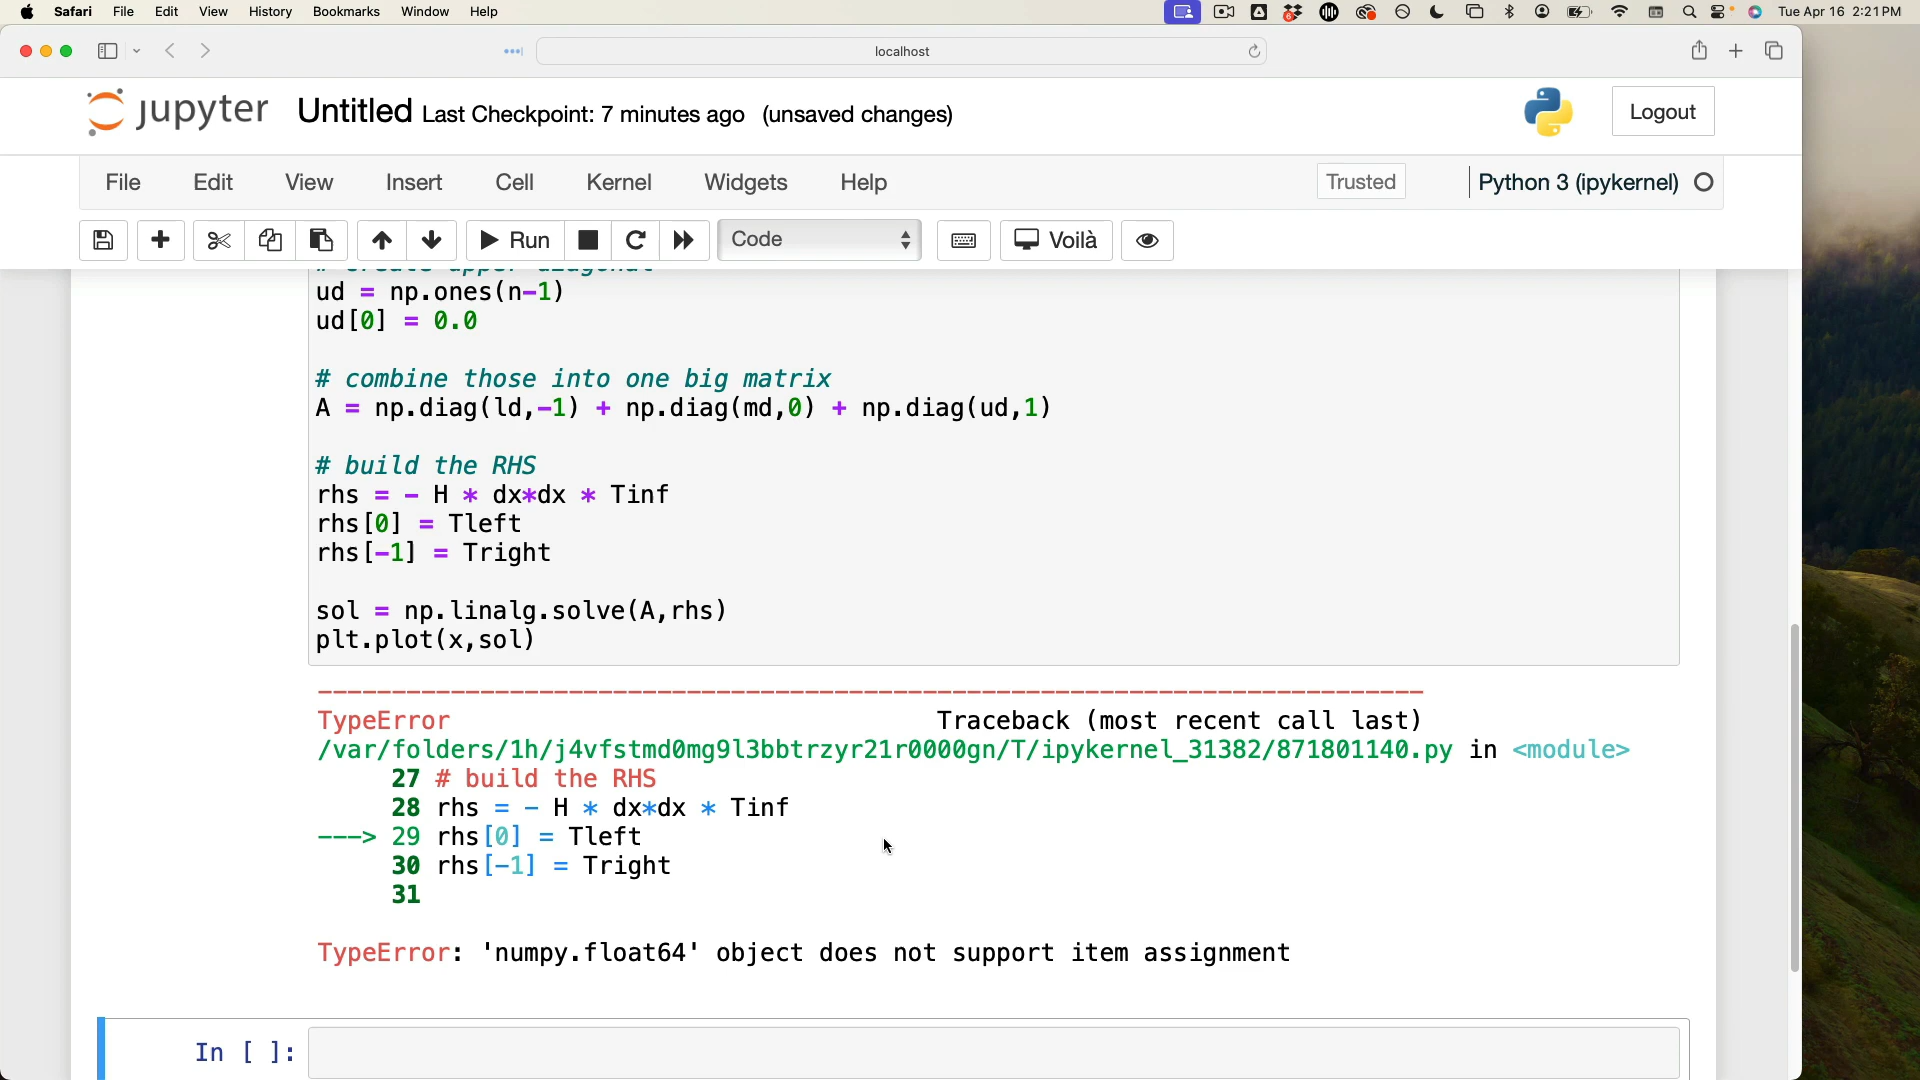 Safari File Edit View History Bookmarks Window Help Tue Apr 16 2:21 PM
localhost
jupyter Untitled Last Checkpoint: 7 minutes ago (unsaved changes) Logout
File Edit View Insert Cell Kernel Widgets Help Trusted Python 3 (ipykernel)
Run Code Voilà
# create upper diagonal
ud = np.ones(n-1)
ud[0] = 0.0
# combine those into one big matrix
A = np.diag(ld,-1) + np.diag(md,0) + np.diag(ud,1)
# build the RHS
rhs = - H * dx*dx * Tinf
rhs[0] = Tleft
rhs[-1] = Tright
sol = np.linalg.solve(A,rhs)
plt.plot(x,sol)
---------------------------------------------------------------------------
TypeError Traceback (most recent call last)
/var/folders/1h/j4vfstmd0mg9l3bbtrzyr21r0000gn/T/ipykernel_31382/871801140.py in <module>
27 # build the RHS
28 rhs = - H * dx*dx * Tinf
---> 29 rhs[0] = Tleft
30 rhs[-1] = Tright
31
TypeError: 'numpy.float64' object does not support item assignment
In [ ]: